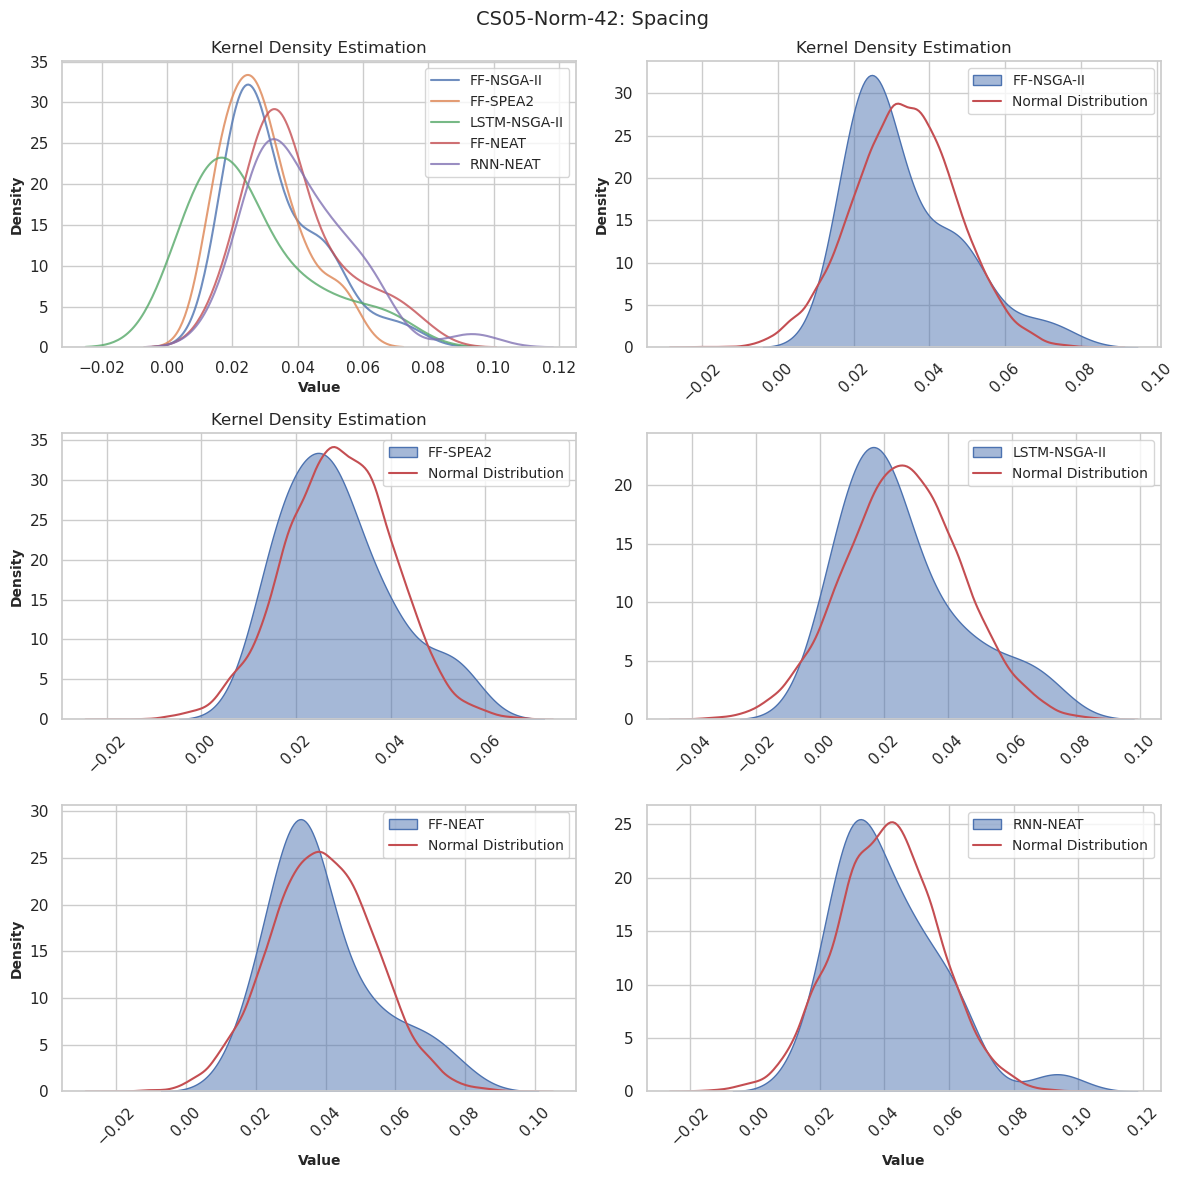 CS05-Norm-42: Spacing
Kernel Density Estimation
35
30
25
20
15
10
5
0
Density
−0.02 0.00 0.02 0.04 0.06 0.08 0.10 0.12
Value
FF-NSGA-II
FF-SPEA2
LSTM-NSGA-II
FF-NEAT
RNN-NEAT
Kernel Density Estimation
30
25
20
15
10
5
0
Density
−0.02 0.00 0.02 0.04 0.06 0.08 0.10
FF-NSGA-II
Normal Distribution
Kernel Density Estimation
35
30
25
20
15
10
5
0
Density
−0.02 0.00 0.02 0.04 0.06
FF-SPEA2
Normal Distribution
20
15
10
5
0
−0.04 −0.02 0.00 0.02 0.04 0.06 0.08 0.10
LSTM-NSGA-II
Normal Distribution
30
25
20
15
10
5
0
Density
−0.02 0.00 0.02 0.04 0.06 0.08 0.10
Value
FF-NEAT
Normal Distribution
25
20
15
10
5
0
−0.02 0.00 0.02 0.04 0.06 0.08 0.10 0.12
Value
RNN-NEAT
Normal Distribution